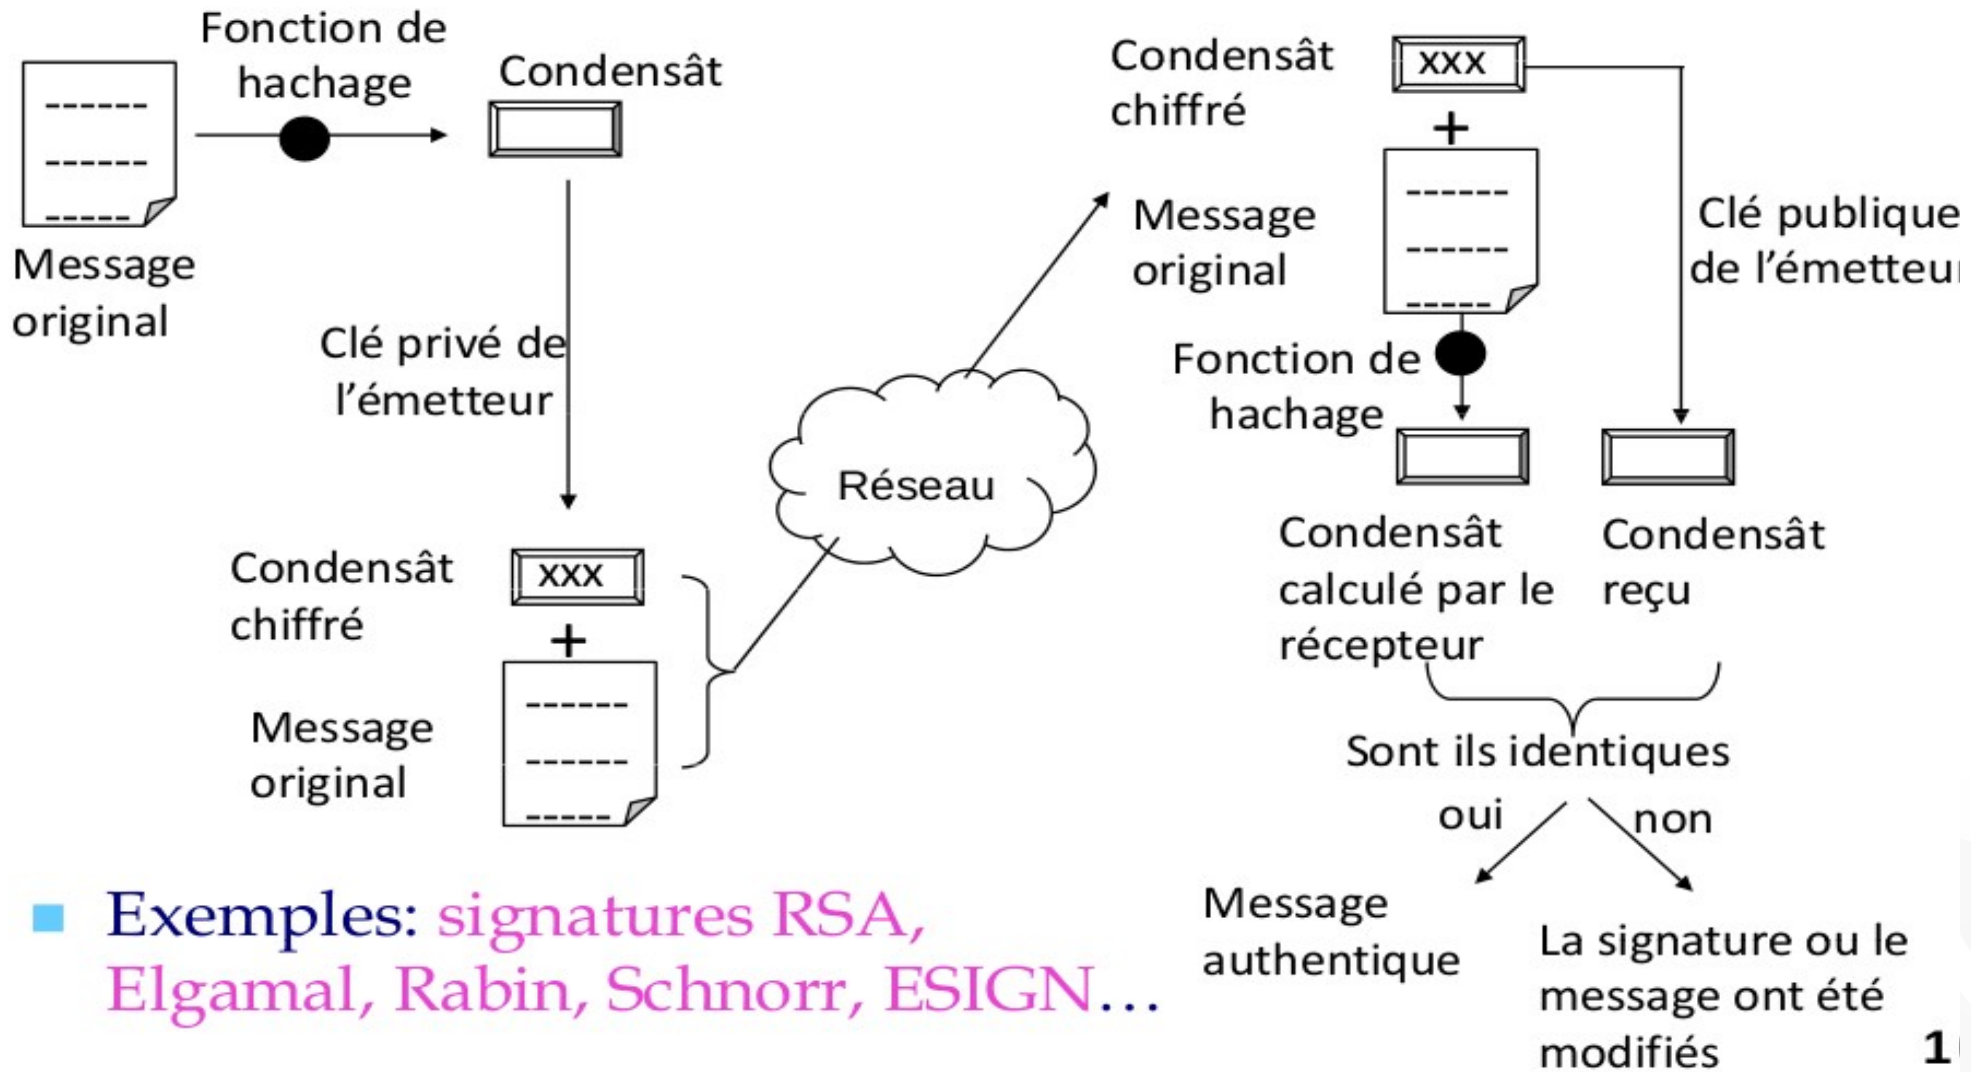 Fonction de
hachage
Condensât
Message
original
Clé privé de
l'émetteur
Condensât
chiffré
XXX
+
Message
original
Réseau
Condensât
chiffré
XXX
+
Message
original
Clé publique
de l'émetteu
Fonction de
hachage
Condensât
calculé par le
récepteur
Condensât
reçu
Sont ils identiques
oui
non
Message
authentique
La signature ou le
message ont été
modifiés
Exemples: signatures RSA,
Elgamal, Rabin, Schnorr, ESIGN...
1